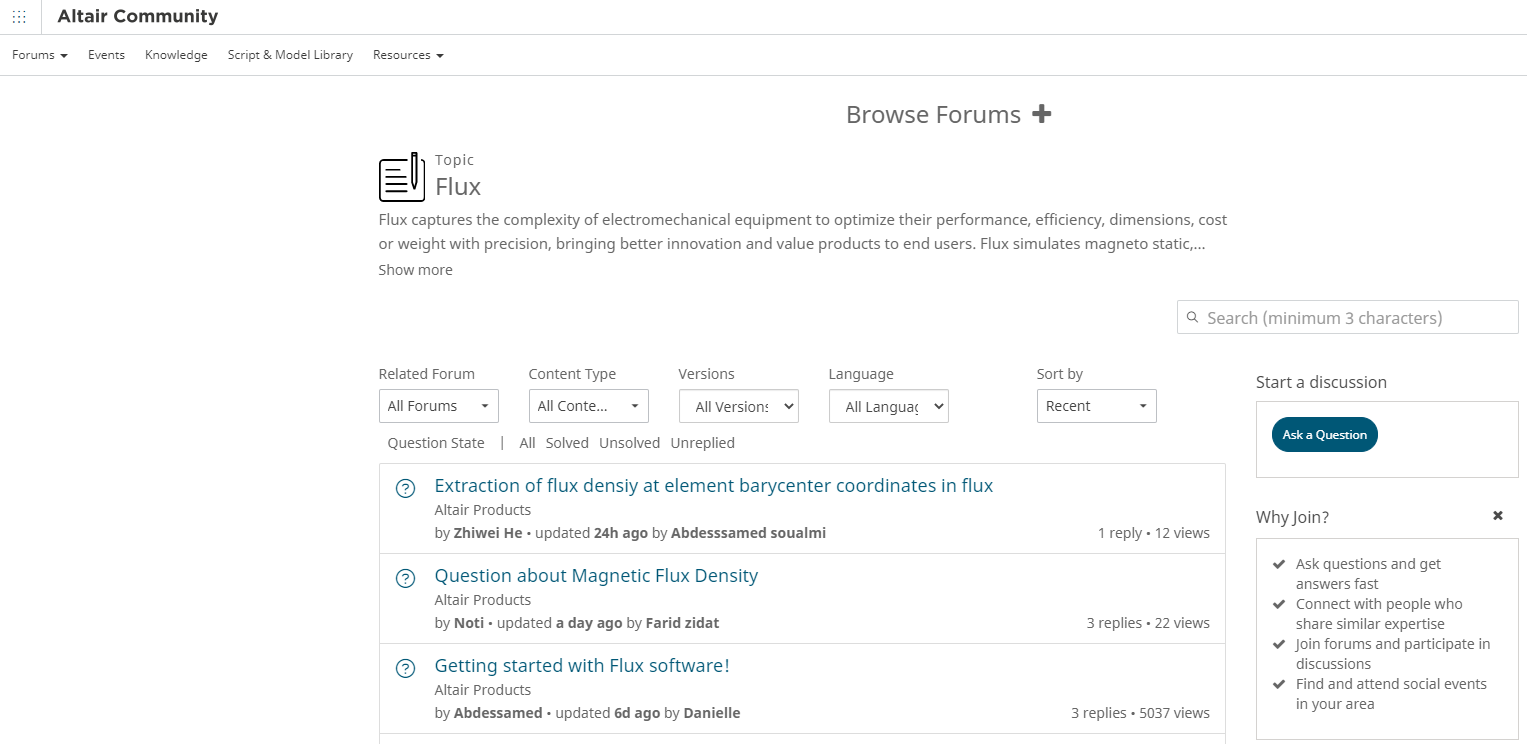 Altair Community
Forums Events Knowledge Script & Model Library Resources
Browse Forums
Topic
Flux
Flux captures the complexity of electromechanical equipment to optimize their performance, efficiency, dimensions, cost
or weight with precision, bringing better innovation and value products to end users. Flux simulates magneto static,...
Show more
Search (minimum 3 characters)
Related Forum Content Type Versions Language Sort by
All Forums All Conte... All Versions All Languag Recent
Question State | All Solved Unsolved Unreplied
Extraction of flux densiy at element barycenter coordinates in flux
Altair Products
by Zhiwei He • updated 24h ago by Abdesssamed soualmi 1 reply • 12 views
Question about Magnetic Flux Density
Altair Products
by Noti • updated a day ago by Farid zidat 3 replies • 22 views
Getting started with Flux software!
Altair Products
by Abdessamed • updated 6d ago by Danielle 3 replies • 5037 views
Start a discussion
Ask a Question
Why Join?
Ask questions and get
answers fast
Connect with people who
share similar expertise
Join forums and participate in
discussions
Find and attend social events
in your area